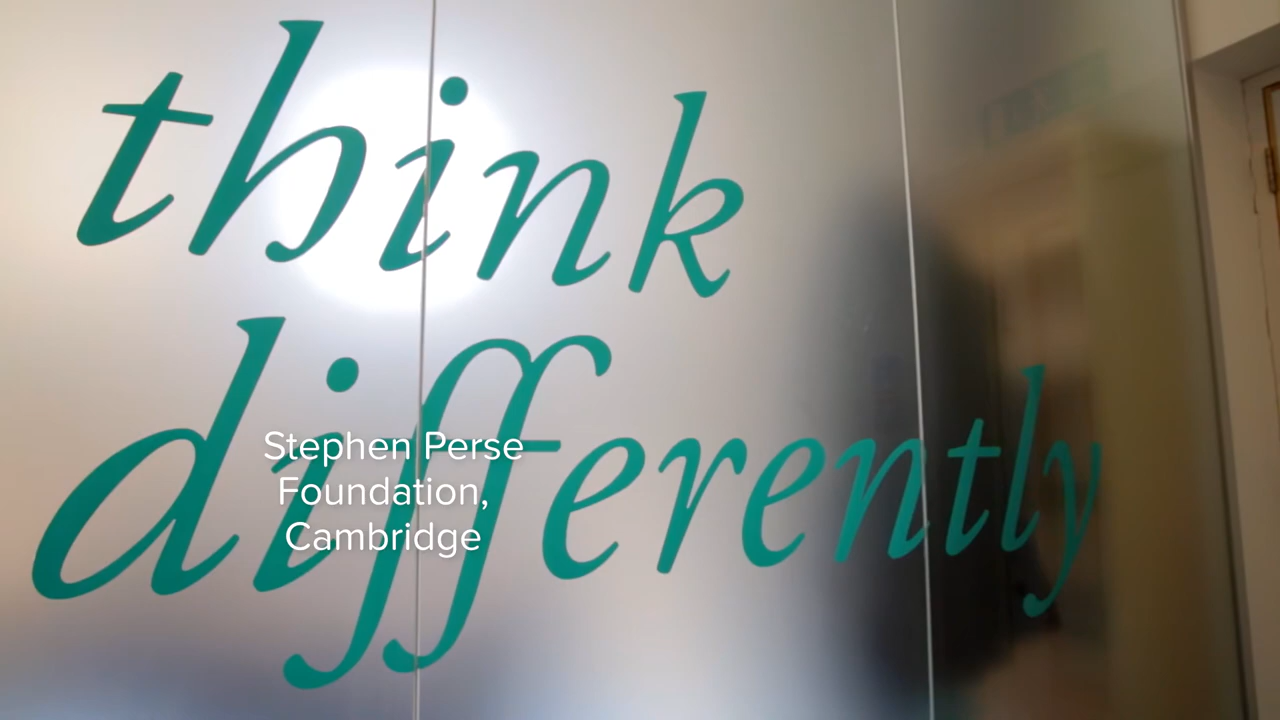 think
differently
Stephen Perse
Foundation,
Cambridge